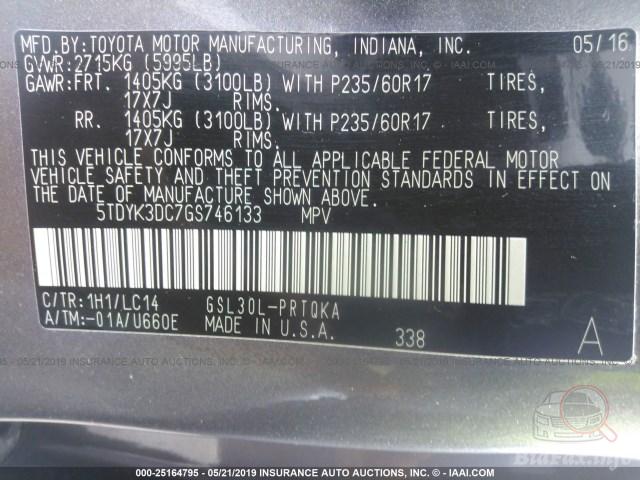 MFD.BY:TOYOTA MOTOR MANUFACTURING, INDIANA, INC. 05/16
GVWR:2715KG (5995LB)
GAWR:FRT. 1405KG (3100LB) WITH P235/60R17 TIRES,
17X7J RIMS.
RR. 1405KG (3100LB) WITH P235/60R17 TIRES,
17X7J RIMS.
THIS VEHICLE CONFORMS TO ALL APPLICABLE FEDERAL MOTOR
VEHICLE SAFETY AND THEFT PREVENTION STANDARDS IN EFFECT ON
THE DATE OF MANUFACTURE SHOWN ABOVE.
5TDYK3DC7GS746133 MPV
C/TR:1H1/LC14 GSL30L-PRTQKA
A/TM:-01A/U660E MADE IN U.S.A. 338 A
BidFax.info
000-25164795 - 05/21/2019 INSURANCE AUTO AUCTIONS, INC. - IAAI.COM